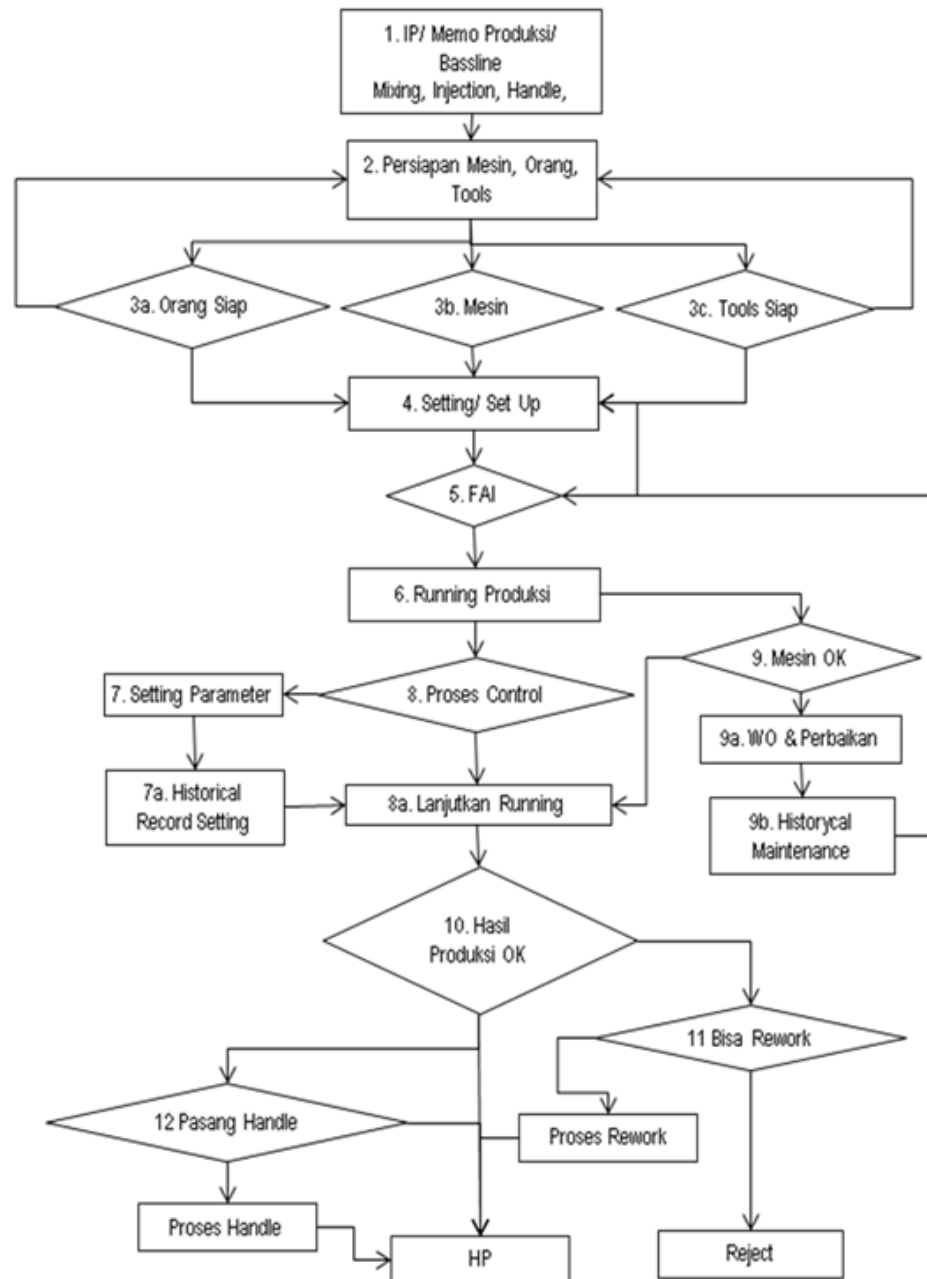 1. IP/ Memo Produksi/
Bassline
Mixing, Injection, Handle,
2. Persiapan Mesin, Orang,
Tools
3a. Orang Siap
3b. Mesin
3c. Tools Siap
4. Setting/ Set Up
5. FAI
6. Running Produksi
9. Mesin OK
7. Setting Parameter
8. Proses Control
9a. WO & Perbaikan
7a. Historical
Record Setting
8a. Lanjutkan Running
9b. Historycal
Maintenance
10. Hasil
Produksi OK
11 Bisa Rework
12 Pasang Handle
Proses Rework
Proses Handle
HP
Reject